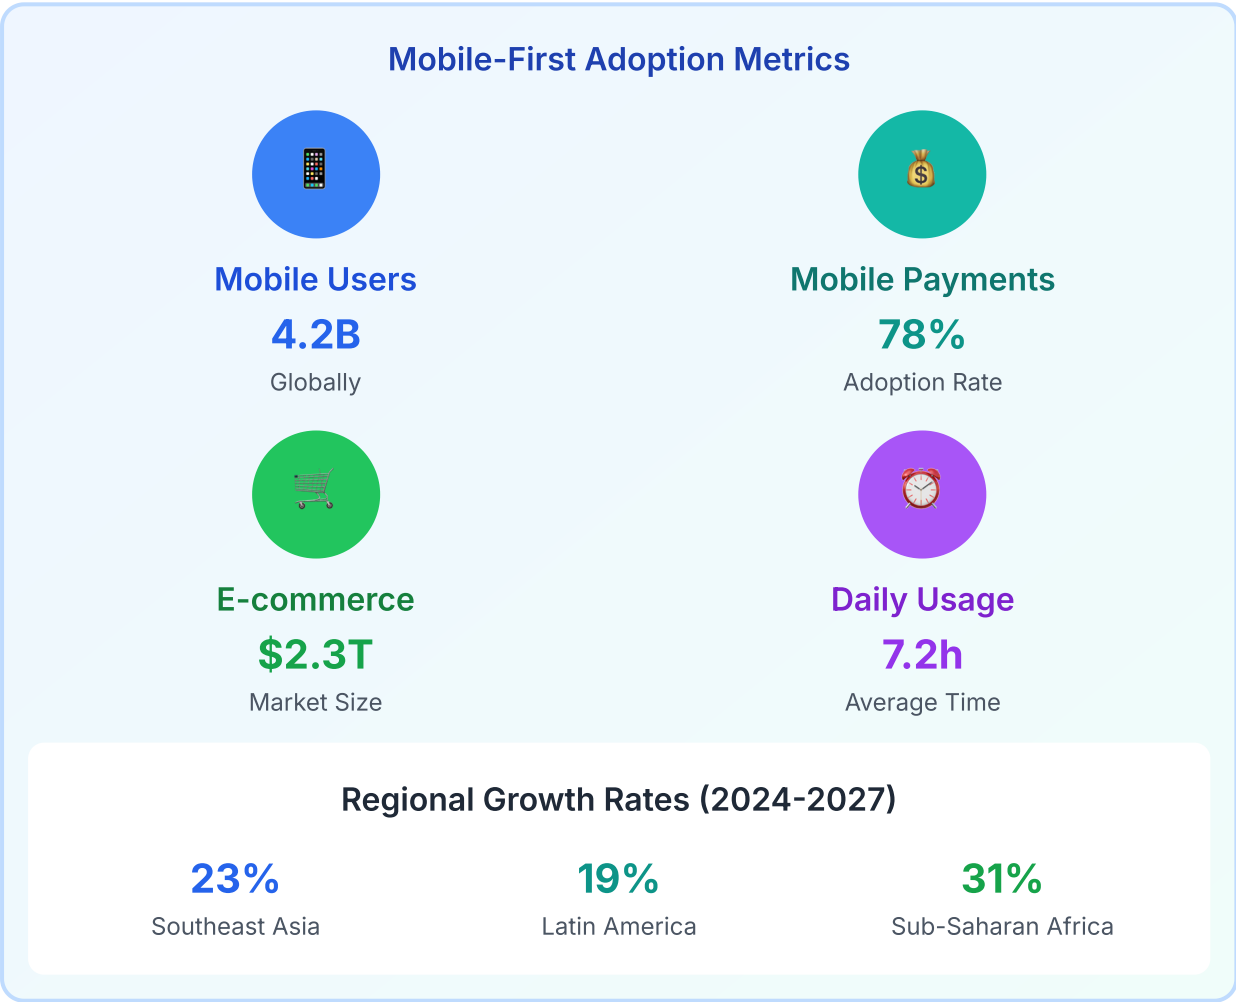 Mobile-First Adoption Metrics
Mobile Users
4.2B
Globally
Mobile Payments
78%
Adoption Rate
E-commerce
$2.3T
Market Size
Daily Usage
7.2h
Average Time
Regional Growth Rates (2024-2027)
23%
Southeast Asia
19%
Latin America
31%
Sub-Saharan Africa